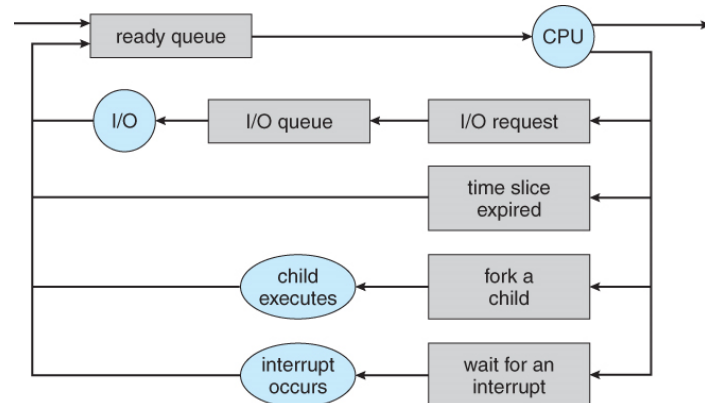 ready queue
CPU
I/O
I/O queue
I/O request
time slice
expired
child
executes
fork a
child
interrupt
occurs
wait for an
interrupt